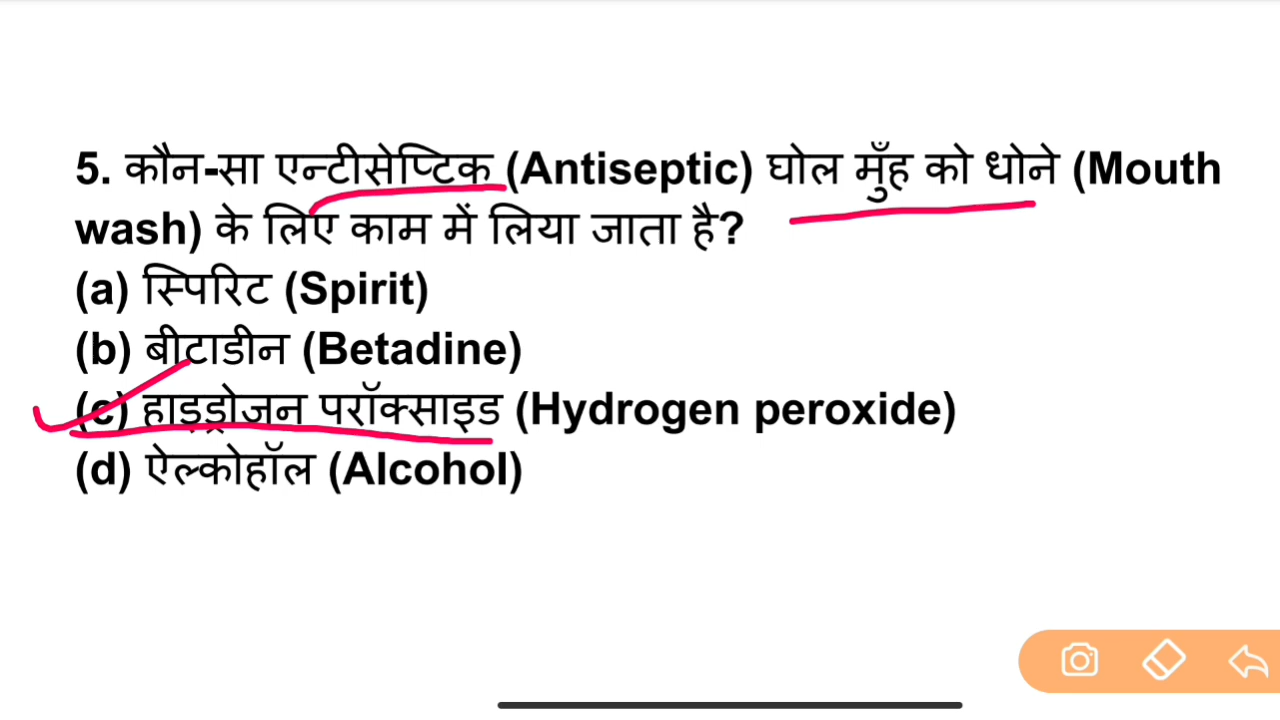 5. कौन-सा एन्टीसेप्टिक (Antiseptic) घोल मुँह को धोने (Mouth
wash) के लिए काम में लिया जाता है?
(a) स्पिरिट (Spirit)
(b) बीटाडीन (Betadine)
(c) हाइड्रोजन परॉक्साइड (Hydrogen peroxide)
(d) ऐल्कोहॉल (Alcohol)